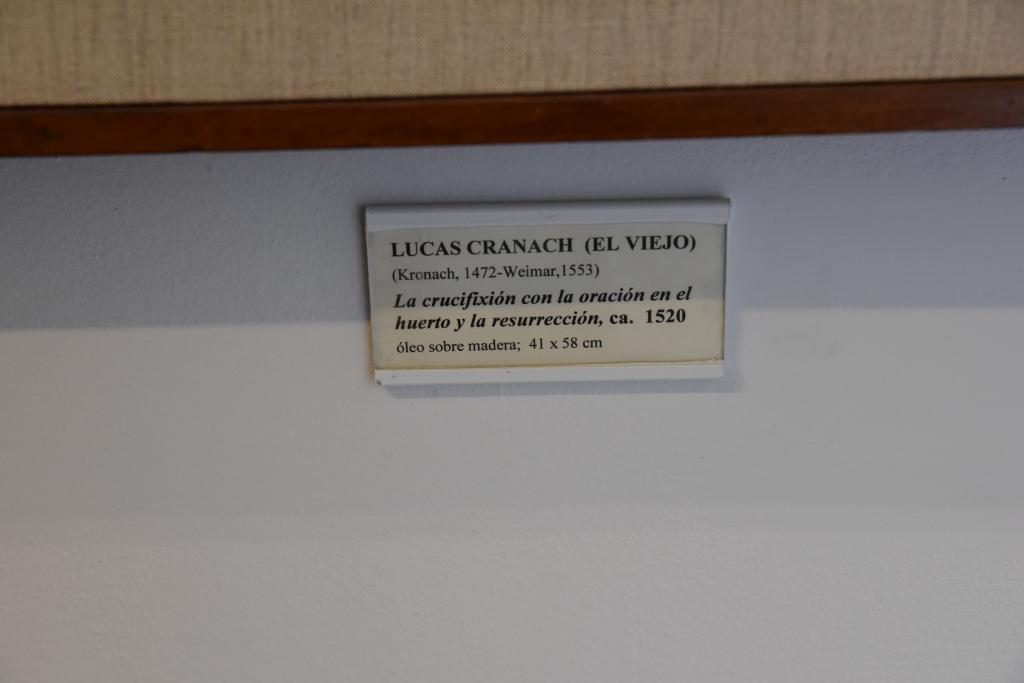 LUCAS CRANACH (EL VIEJO)
(Kronach, 1472-Weimar,1553)
La crucifixión con la oración en el
huerto y la resurrección, ca. 1520
óleo sobre madera; 41 x 58 cm